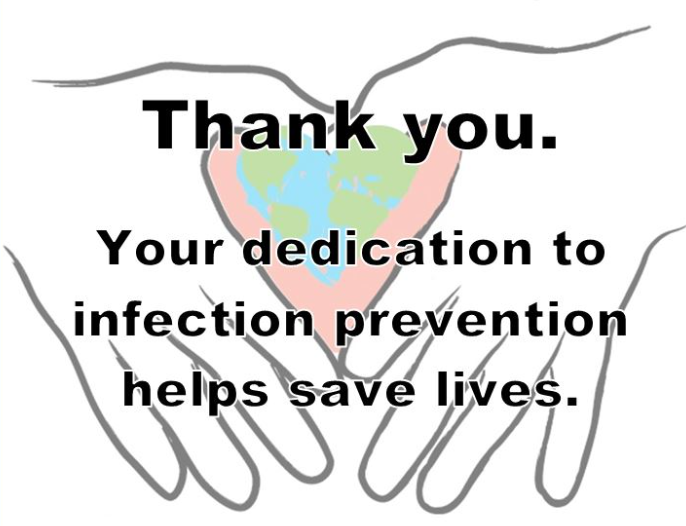 Thank you.
Your dedication to
infection prevention
helps save lives.